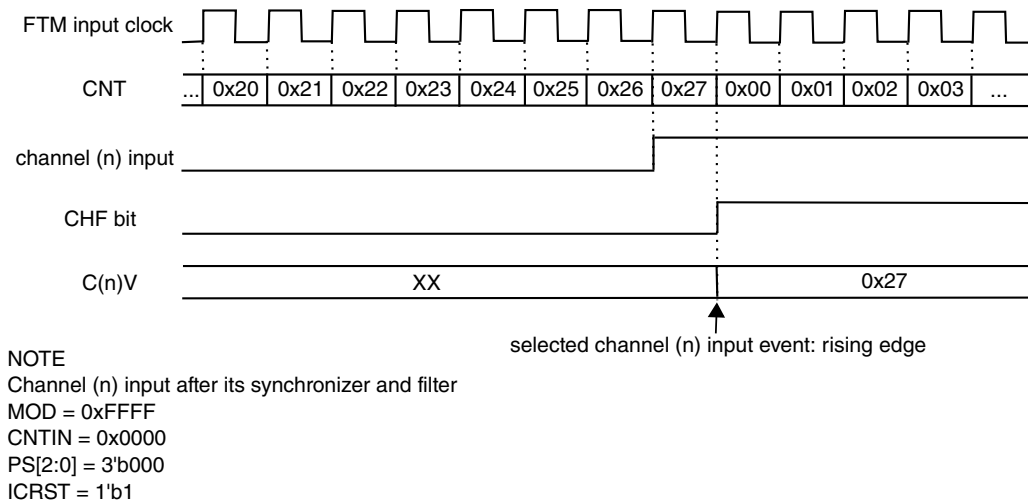 FTM input clock
CNT ... 0x20 0x21 0x22 0x23 0x24 0x25 0x26 0x27 0x00 0x01 0x02 0x03 ...
channel (n) input
CHF bit
C(n)V XX 0x27
selected channel (n) input event: rising edge
NOTE
Channel (n) input after its synchronizer and filter
MOD = 0xFFFF
CNTIN = 0x0000
PS[2:0] = 3'b000
ICRST = 1'b1